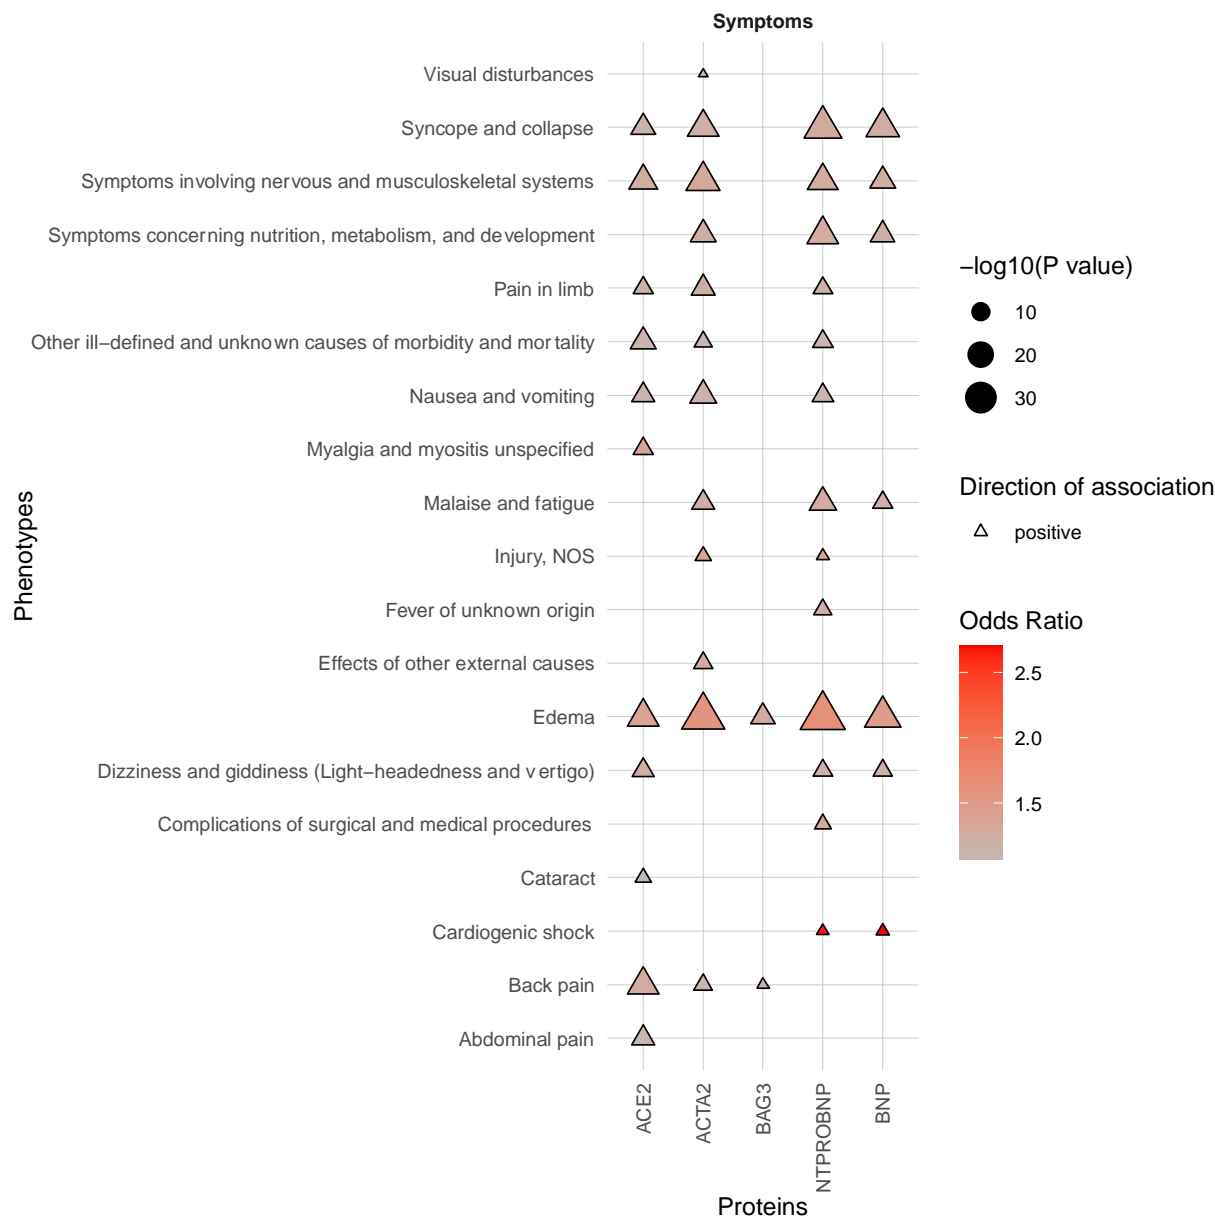 Symptoms
Visual disturbances
Syncope and collapse
Symptoms involving nervous and musculoskeletal systems
Symptoms concerning nutrition, metabolism, and development
Pain in limb
Other ill−defined and unknown causes of morbidity and mortality
Nausea and vomiting
Myalgia and myositis unspecified
Malaise and fatigue
Injury, NOS
Fever of unknown origin
Effects of other external causes
Edema
Dizziness and giddiness (Light−headedness and vertigo)
Complications of surgical and medical procedures
Cataract
Cardiogenic shock
Back pain
Abdominal pain
Phenotypes
ACE2
ACTA2
BAG3
NTPROBNP
BNP
Proteins
−log10(P value)
10
20
30
Direction of association
positive
Odds Ratio
2.5
2.0
1.5